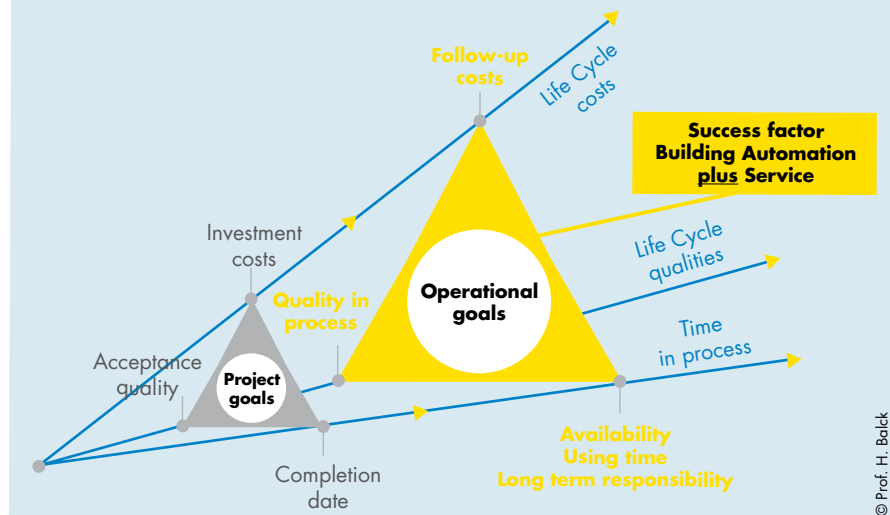 Follow-up
costs
Life Cycle
costs
Success factor
Building Automation
plus Service
Investment
costs
Life Cycle
qualities
Quality in
process
Operational
goals
Time
in process
Acceptance
quality
Project
goals
Availability
Using time
Long term responsibility
Completion
date
© Prof. H. Balck